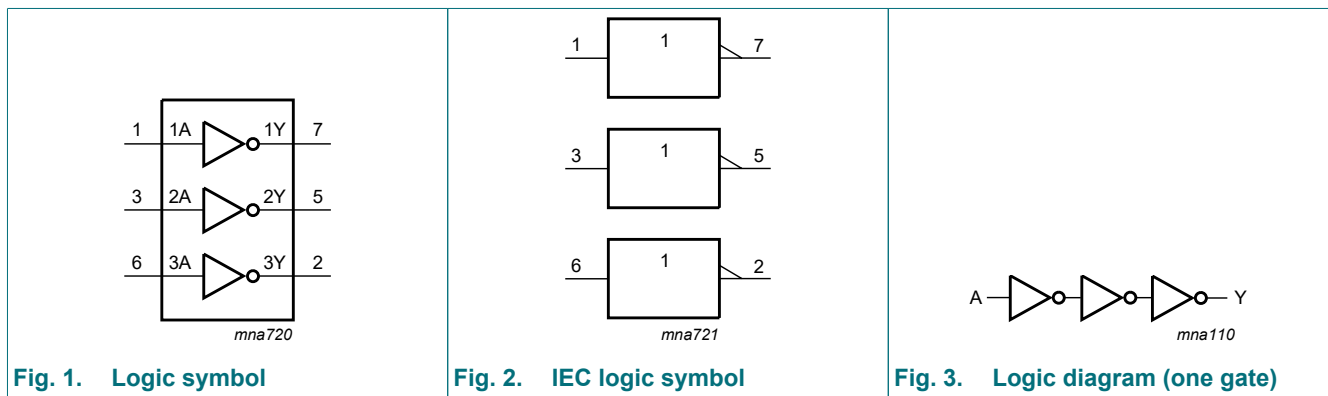 1 1A 1Y 7
3 2A 2Y 5
6 3A 3Y 2
mna720
Fig. 1. Logic symbol
1 1 7
3 1 5
6 1 2
mna721
Fig. 2. IEC logic symbol
A Y
mna110
Fig. 3. Logic diagram (one gate)